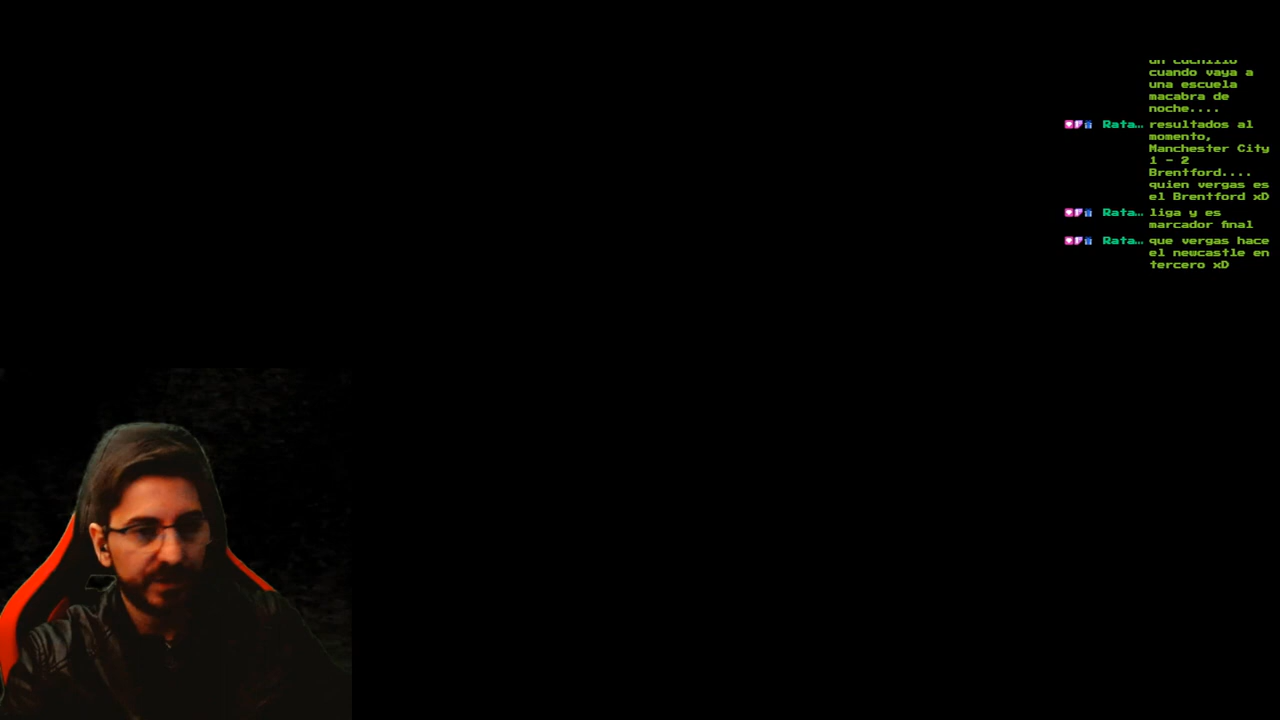 un cuchillo
cuando vaya a
una escuela
macabra de
noche....
Rata… resultados al
momento,
Manchester City
1 - 2
Brentford....
quien vergas es
el Brentford xD
Rata… liga y es
marcador final
Rata… que vergas hace
el newcastle en
tercero xD